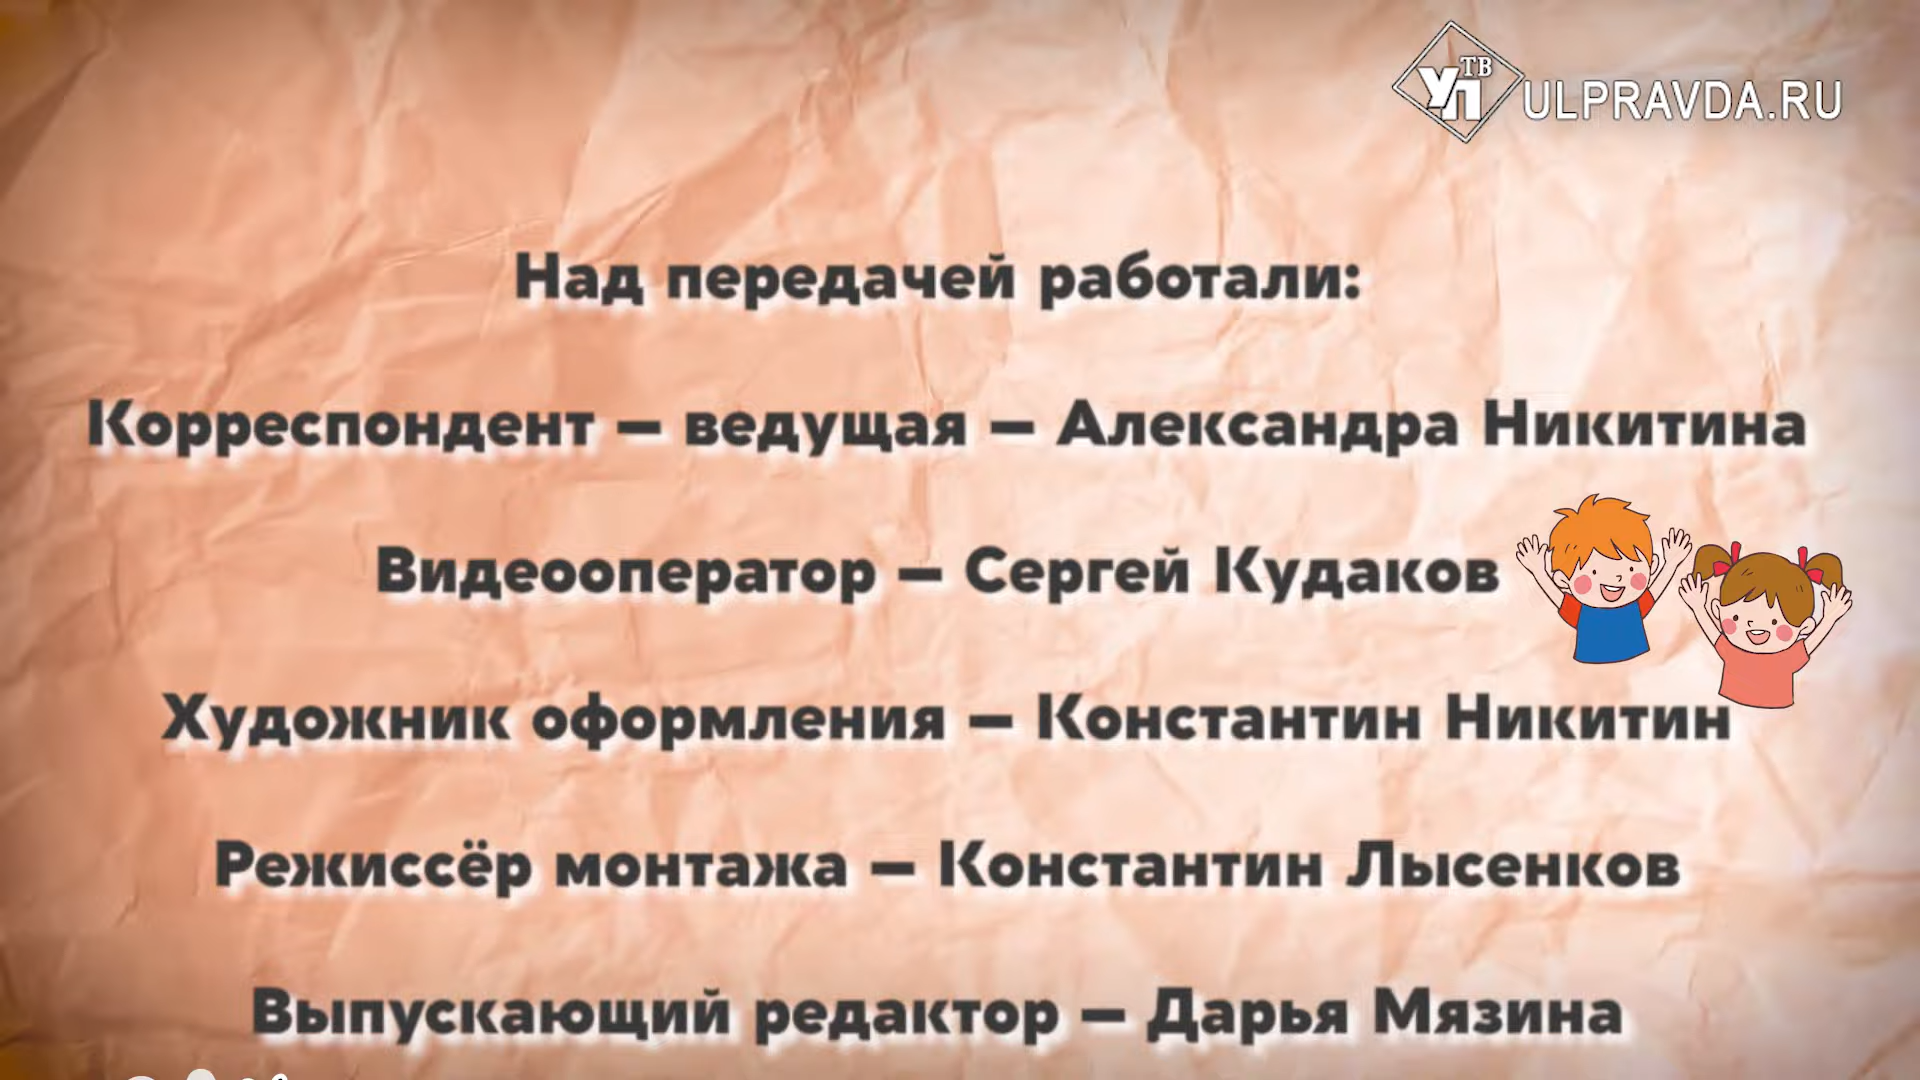 УП ТВ ULPRAVDA.RU
Над передачей работали:
Корреспондент – ведущая – Александра Никитина
Видеооператор – Сергей Кудаков
Художник оформления – Константин Никитин
Режиссёр монтажа – Константин Лысенков
Выпускающий редактор – Дарья Мязина